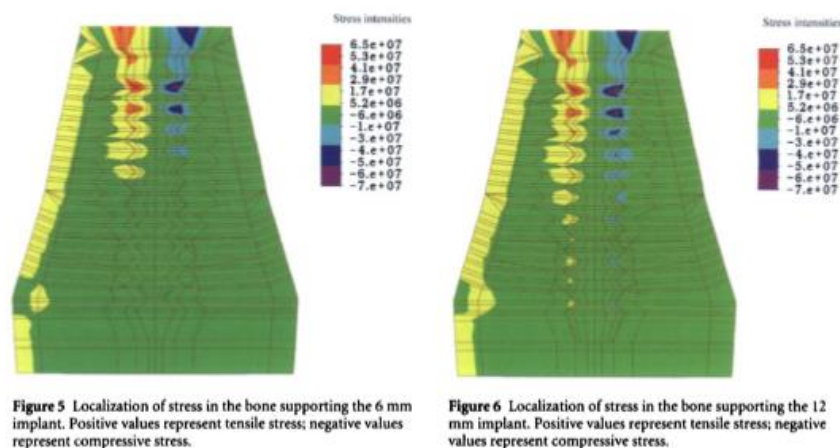 Stress intensities
6.5e+07
5.3e+07
4.1e+07
2.9e+07
1.7e+07
5.2e+06
-6.e+06
-1.e+07
-3.e+07
-4.e+07
-5.e+07
-6.e+07
-7.e+07
Figure 5 Localization of stress in the bone supporting the 6 mm
implant. Positive values represent tensile stress; negative values
represent compressive stress.
Stress intensities
6.5e+07
5.3e+07
4.1e+07
2.9e+07
1.7e+07
5.2e+06
-6.e+06
-1.e+07
-3.e+07
-4.e+07
-5.e+07
-6.e+07
-7.e+07
Figure 6 Localization of stress in the bone supporting the 12
mm implant. Positive values represent tensile stress; negative
values represent compressive stress.